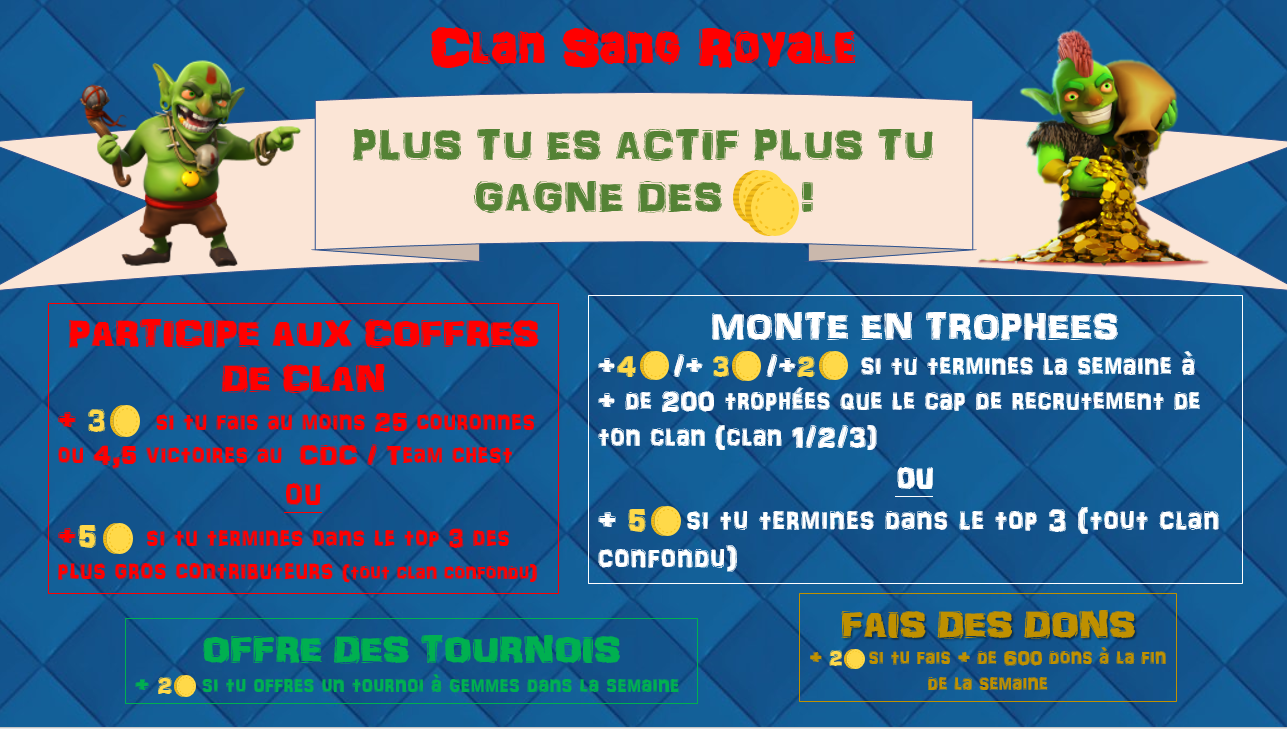 Clan Sang Royale
PLUS TU ES ACTIF PLUS TU
GAGNE DES !
PARTICIPE AUX COFFRES
DE CLAN
+ 3 si tu fais au moins 25 couronnes
ou 4,5 victoires au CDC / Team chest
OU
+5 si tu termines dans le top 3 des
plus gros contributeurs (tout clan confondu)
MONTE EN TROPHEES
+4 /+ 3 /+2 si tu termines la semaine à
+ de 200 trophées que le cap de recrutement de
ton clan (clan 1/2/3)
OU
+ 5 si tu termines dans le top 3 (tout clan
confondu)
OFFRE DES TOURNOIS
+ 2 si tu offres un tournoi à gemmes dans la semaine
FAIS DES DONS
+ 2 si tu fais + de 600 dons à la fin
de la semaine